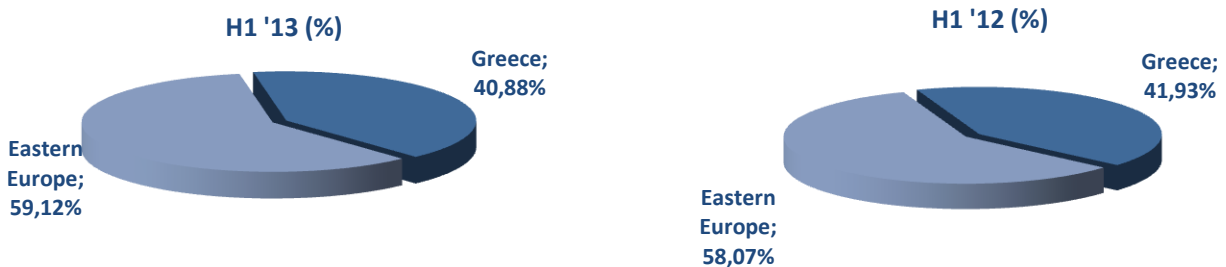 H1 '13 (%)
Greece;
40,88%
Eastern
Europe;
59,12%
H1 '12 (%)
Greece;
41,93%
Eastern
Europe;
58,07%